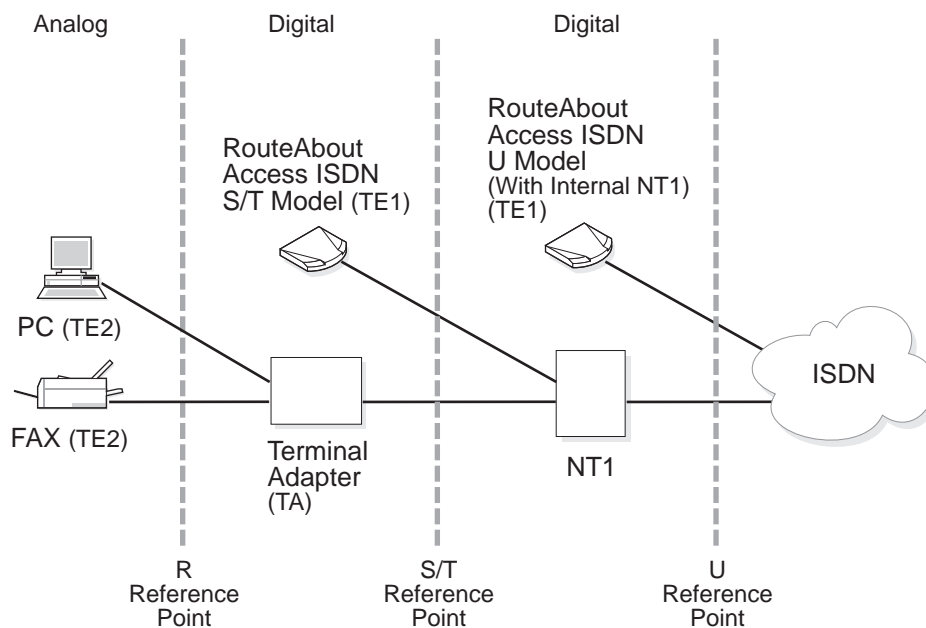 Analog
Digital
Digital
RouteAbout
Access ISDN
U Model
(With Internal NT1)
(TE1)
RouteAbout
Access ISDN
S/T Model (TE1)
PC (TE2)
ISDN
FAX (TE2)
Terminal
Adapter
(TA)
NT1
R
Reference
Point
S/T
Reference
Point
U
Reference
Point